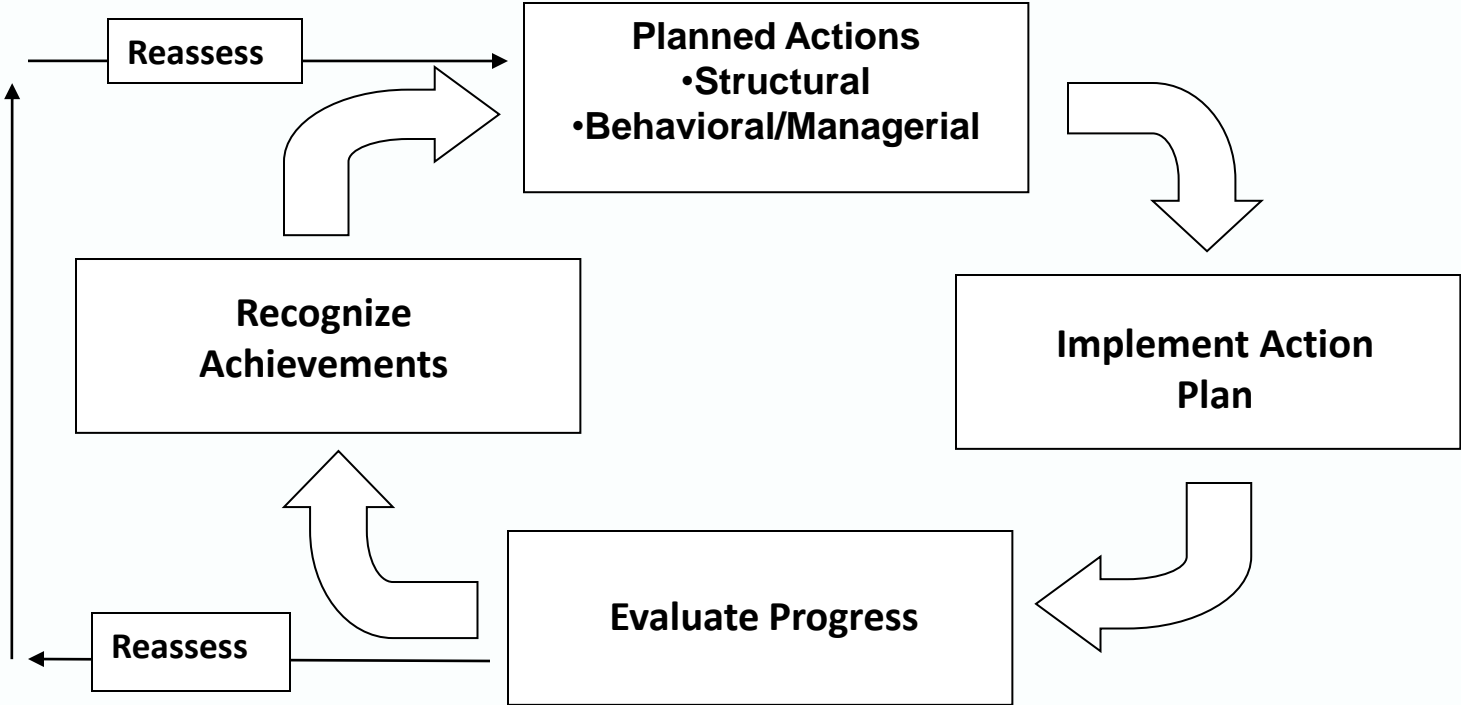 Reassess
Planned Actions
•Structural
•Behavioral/Managerial
Recognize
Achievements
Implement Action
Plan
Evaluate Progress
Reassess